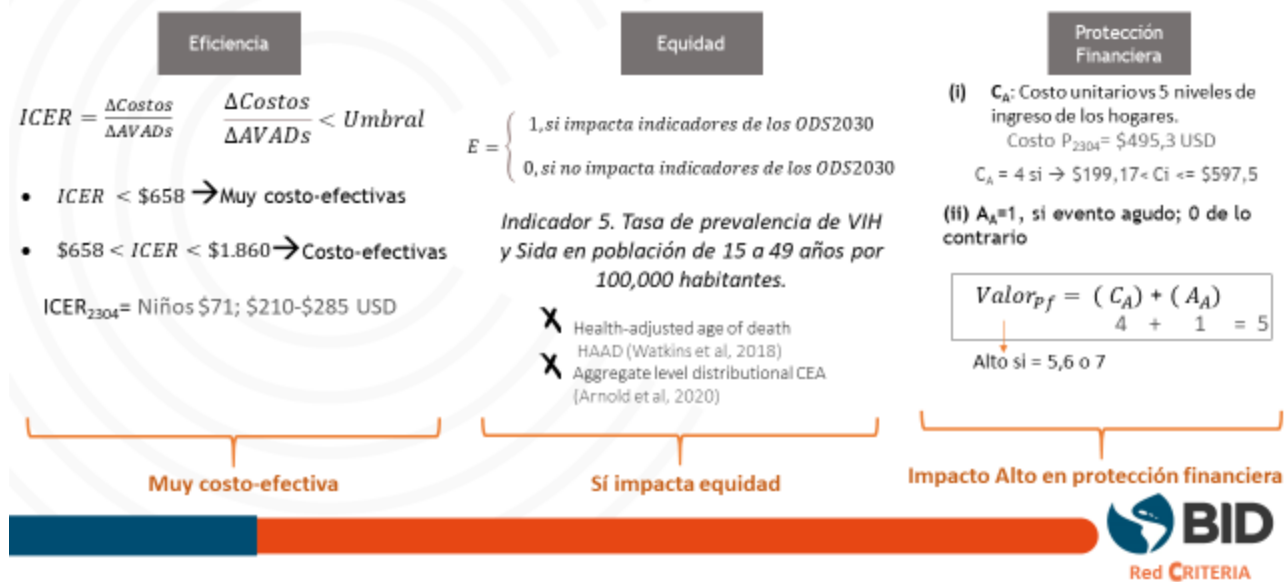 Eficiencia
ICER = ΔCostos / ΔAVADs    ΔCostos / ΔAVADs < Umbral
• ICER < $658 → Muy costo-efectivas
• $658 < ICER < $1.860 → Costo-efectivas
ICER2304= Niños $71; $210-$285 USD
Muy costo-efectiva
Equidad
E = { 1, si impacta indicadores de los ODS2030
0, si no impacta indicadores de los ODS2030
Indicador 5. Tasa de prevalencia de VIH
y Sida en población de 15 a 49 años por
100,000 habitantes.
X Health-adjusted age of death
HAAD (Watkins et al, 2018)
X Aggregate level distributional CEA
(Arnold et al, 2020)
Sí impacta equidad
Protección
Financiera
(i) CA: Costo unitario vs 5 niveles de
ingreso de los hogares.
Costo P2304= $495,3 USD
CA = 4 si → $199,17< Ci <= $597,5
(ii) AA=1, si evento agudo; 0 de lo
contrario
ValorPf = ( CA) + ( AA)
4 + 1 = 5
Alto si = 5,6 o 7
Impacto Alto en protección financiera
BID
Red CRITERIA